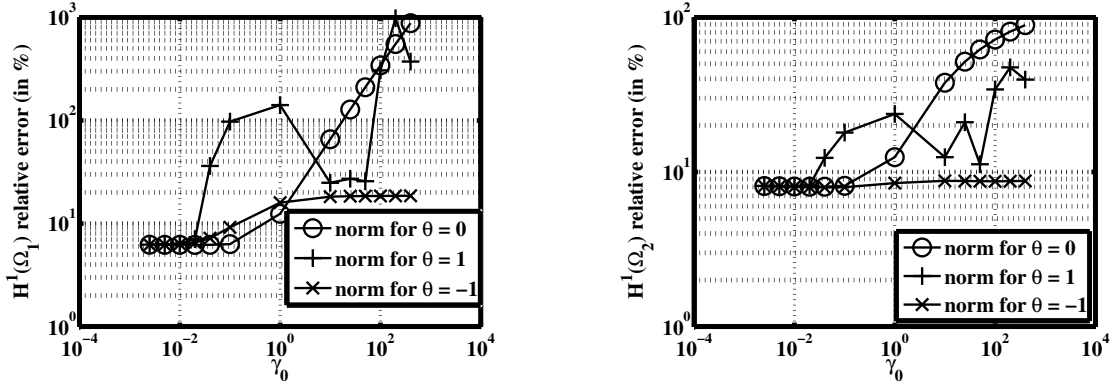 10^3
10^2
10^1
10^0
H^1(Ω_1) relative error (in %)
norm for θ = 0
norm for θ = 1
norm for θ = −1
10^−4
10^−2
10^0
10^2
10^4
γ_0
10^2
10^1
10^0
H^1(Ω_2) relative error (in %)
norm for θ = 0
norm for θ = 1
norm for θ = −1
10^−4
10^−2
10^0
10^2
10^4
γ_0